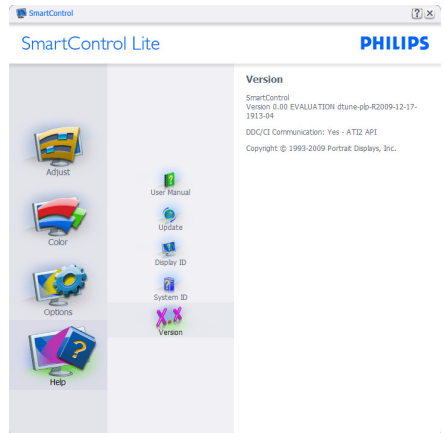 SmartControl
SmartControl Lite
PHILIPS
Adjust
Color
Options
Help
User Manual
Update
Display ID
System ID
X.X
Version
Version
SmartControl
Version 0.00 EVALUATION dtune-plp-R2009-12-17-
1913-04
DDC/CI Communication: Yes - ATI2 API
Copyright © 1993-2009 Portrait Displays, Inc.